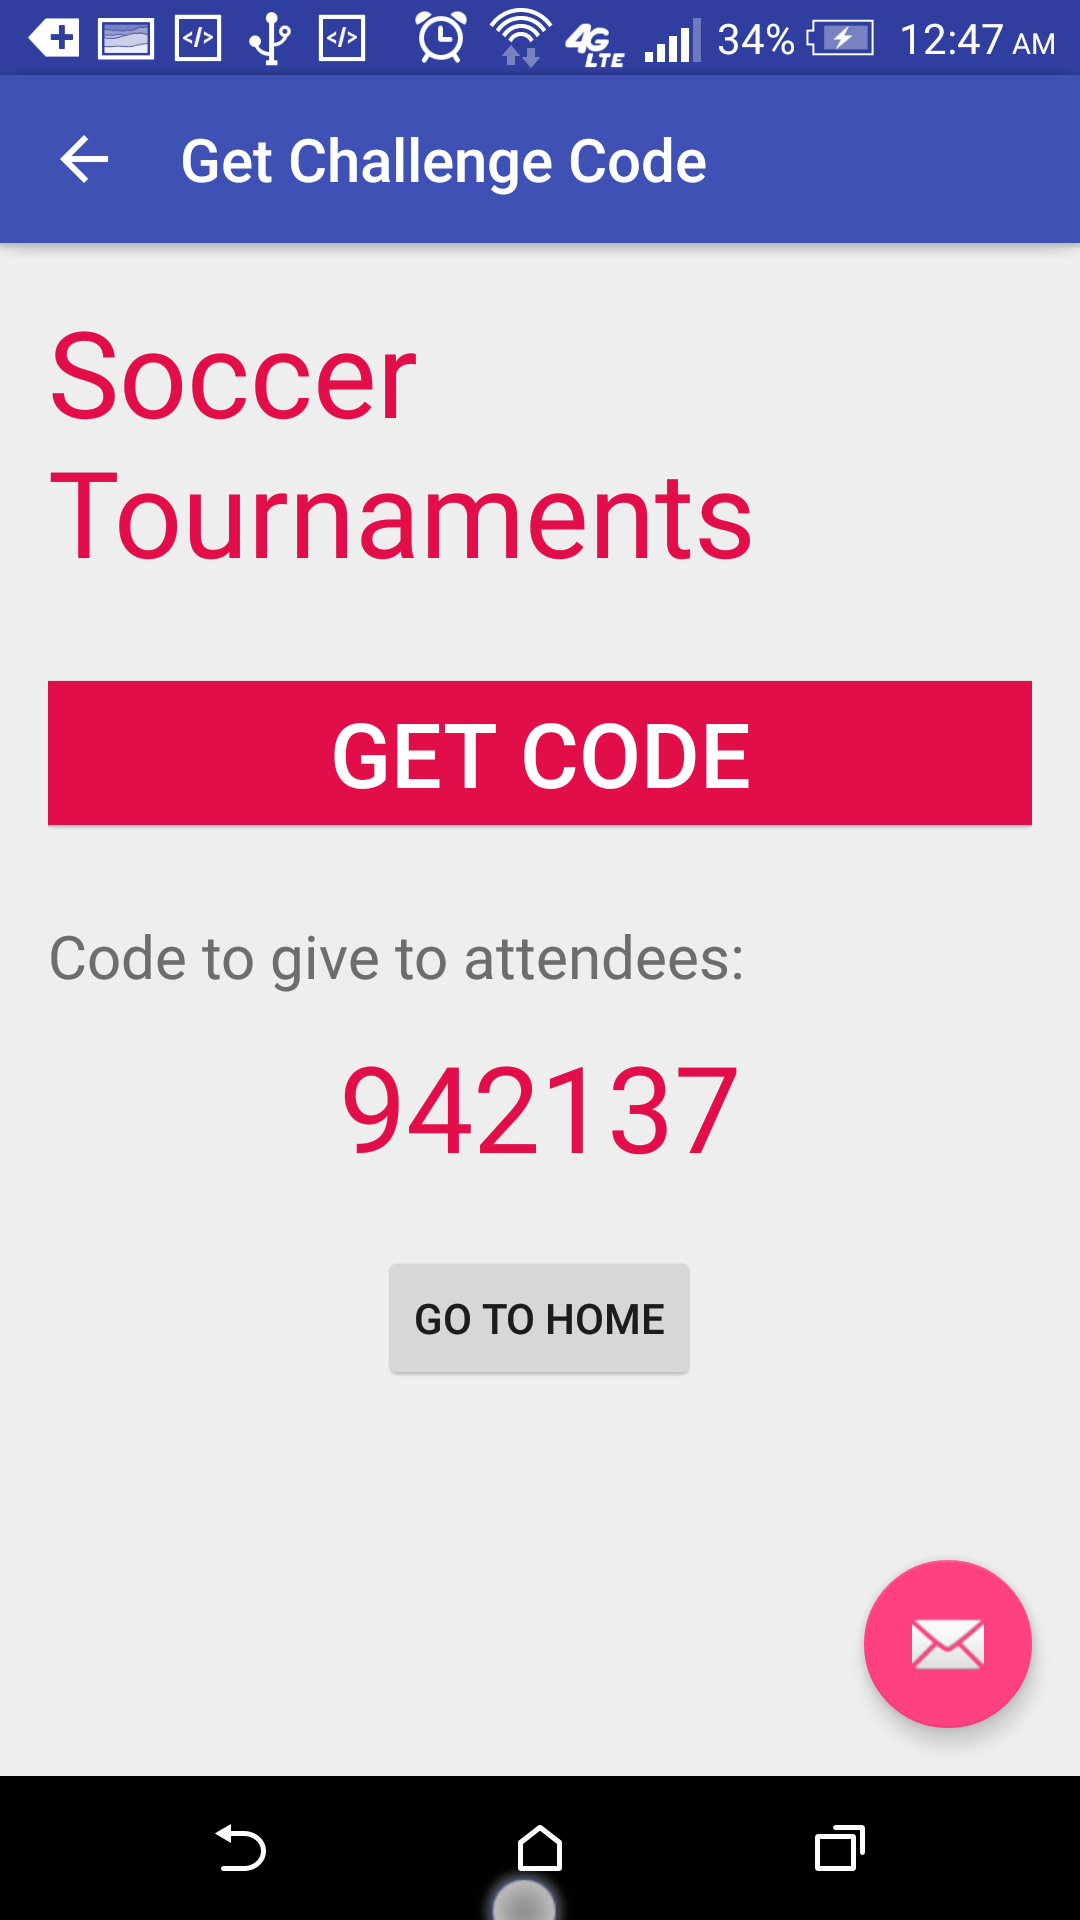 34% 12:47 AM
4G LTE
Get Challenge Code
Soccer
Tournaments
GET CODE
Code to give to attendees:
942137
GO TO HOME